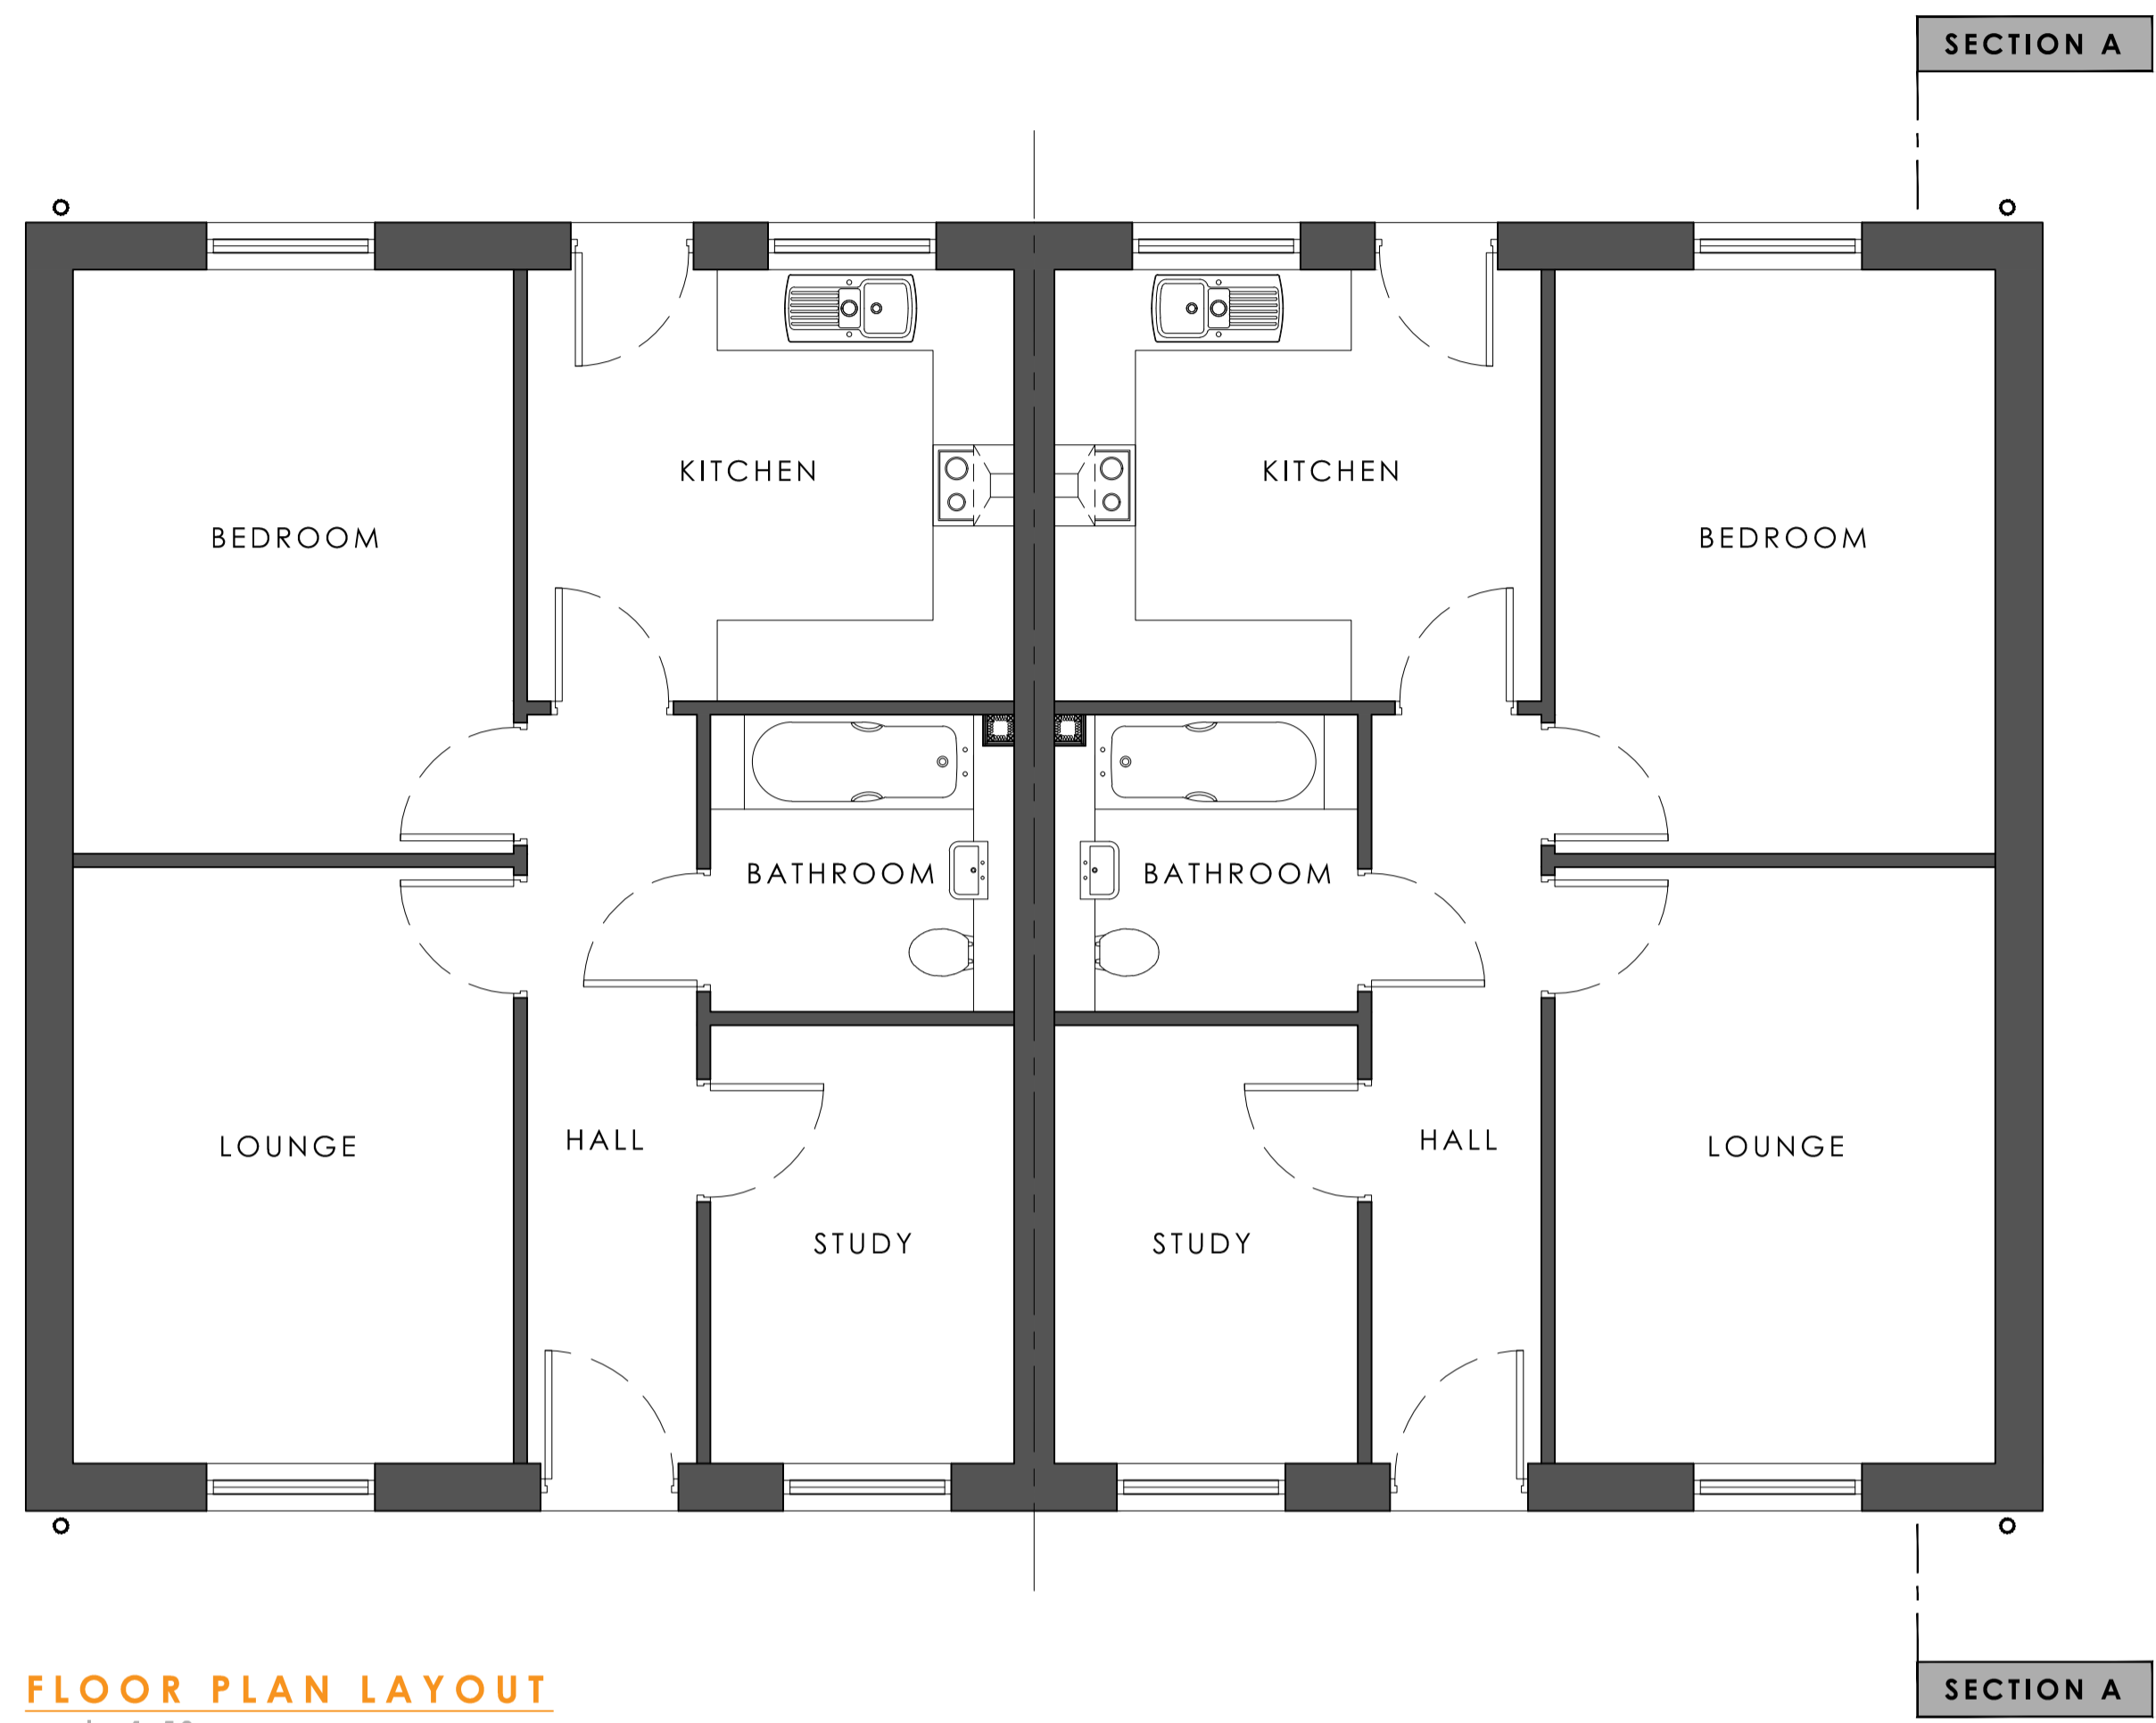 SECTION A
KITCHEN KITCHEN
BEDROOM BEDROOM
BATHROOM BATHROOM
HALL HALL
LOUNGE LOUNGE
STUDY STUDY
FLOOR PLAN LAYOUT
SECTION A